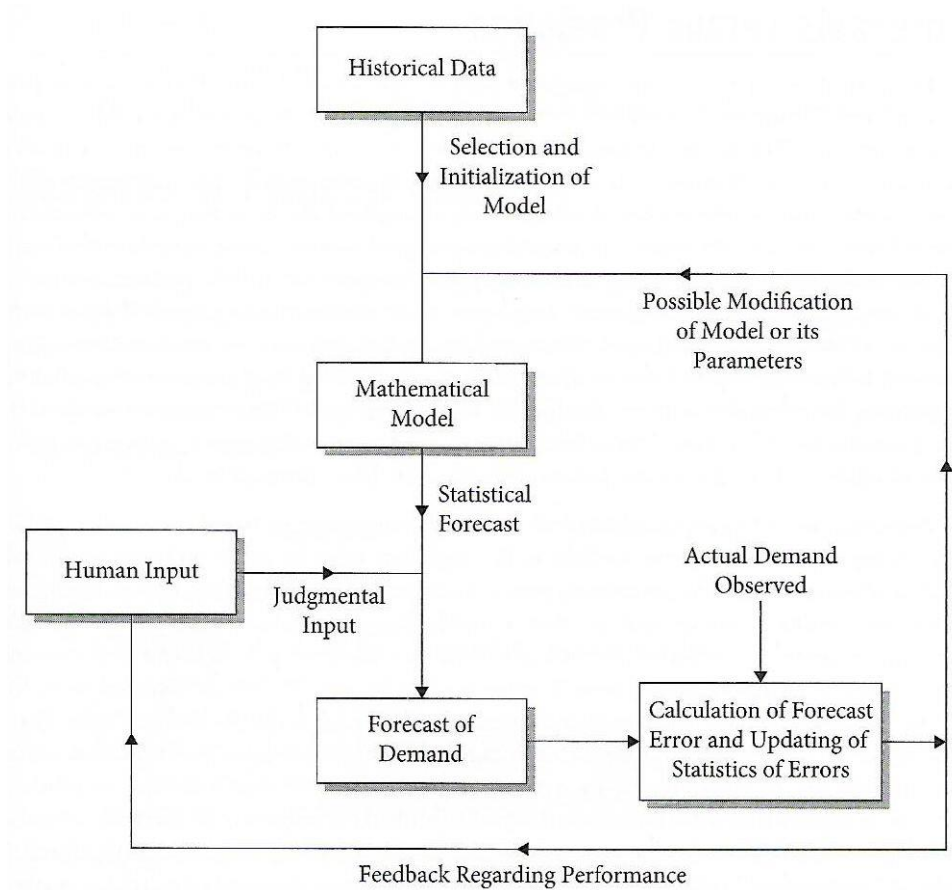 Historical Data
Selection and
Initialization of
Model
Possible Modification
of Model or its
Parameters
Mathematical
Model
Statistical
Forecast
Human Input
Judgmental
Input
Actual Demand
Observed
Forecast of
Demand
Calculation of Forecast
Error and Updating of
Statistics of Errors
Feedback Regarding Performance